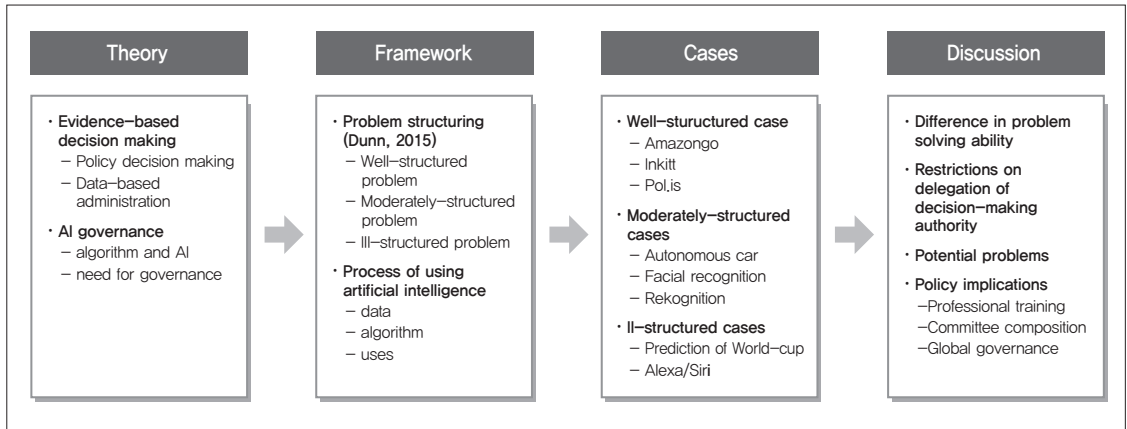 Theory
· Evidence-based
decision making
- Policy decision making
- Data-based
administration
· AI governance
- algorithm and AI
- need for governance
Framework
· Problem structuring
(Dunn, 2015)
- Well-structured
problem
- Moderately-structured
problem
- Ill-structured problem
· Process of using
artificial intelligence
- data
- algorithm
- uses
Cases
· Well-stuructured case
- Amazongo
- Inkitt
- Pol.is
· Moderately-structured
cases
- Autonomous car
- Facial recognition
- Rekognition
· Il-structured cases
- Prediction of World-cup
- Alexa/Siri
Discussion
· Difference in problem
solving ability
· Restrictions on
delegation of
decision-making
authority
· Potential problems
· Policy implications
-Professional training
-Committee composition
-Global governance